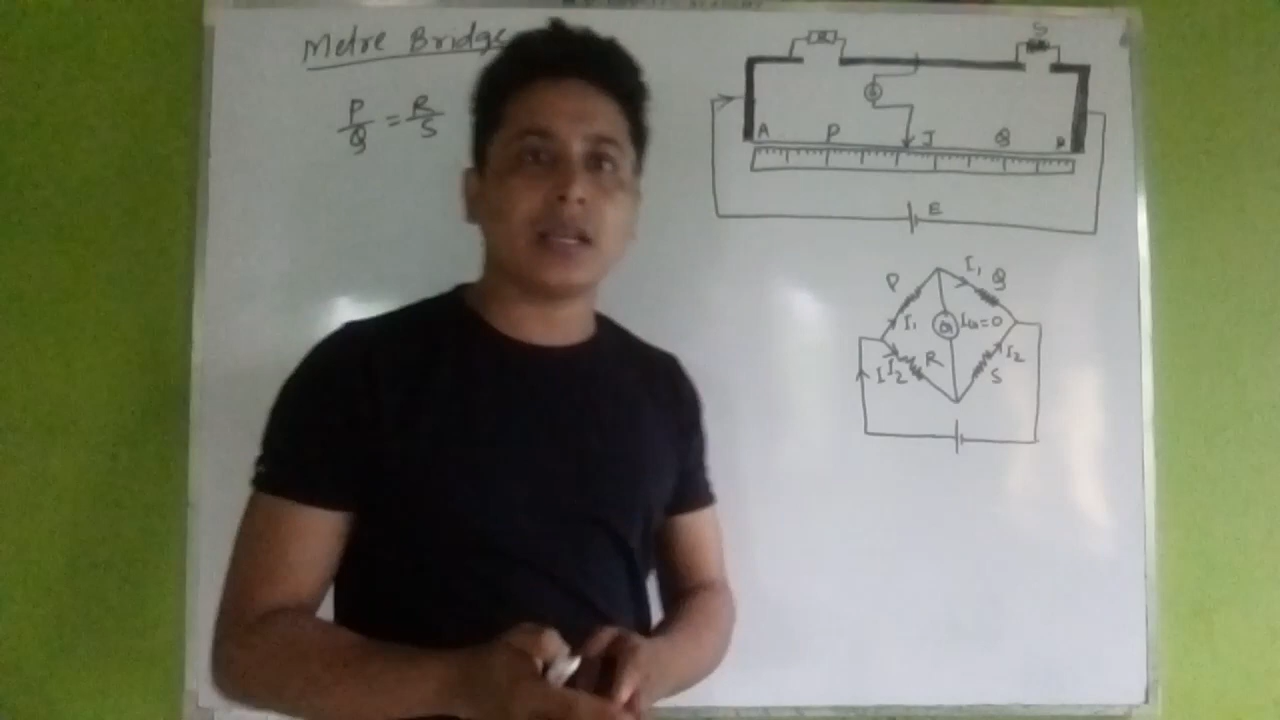 Metre Bridge
P/Q = R/S
R
S
G
A P J Q B
E
I₁
P Q
I₁ G IG=0
I I₂ R S I₂